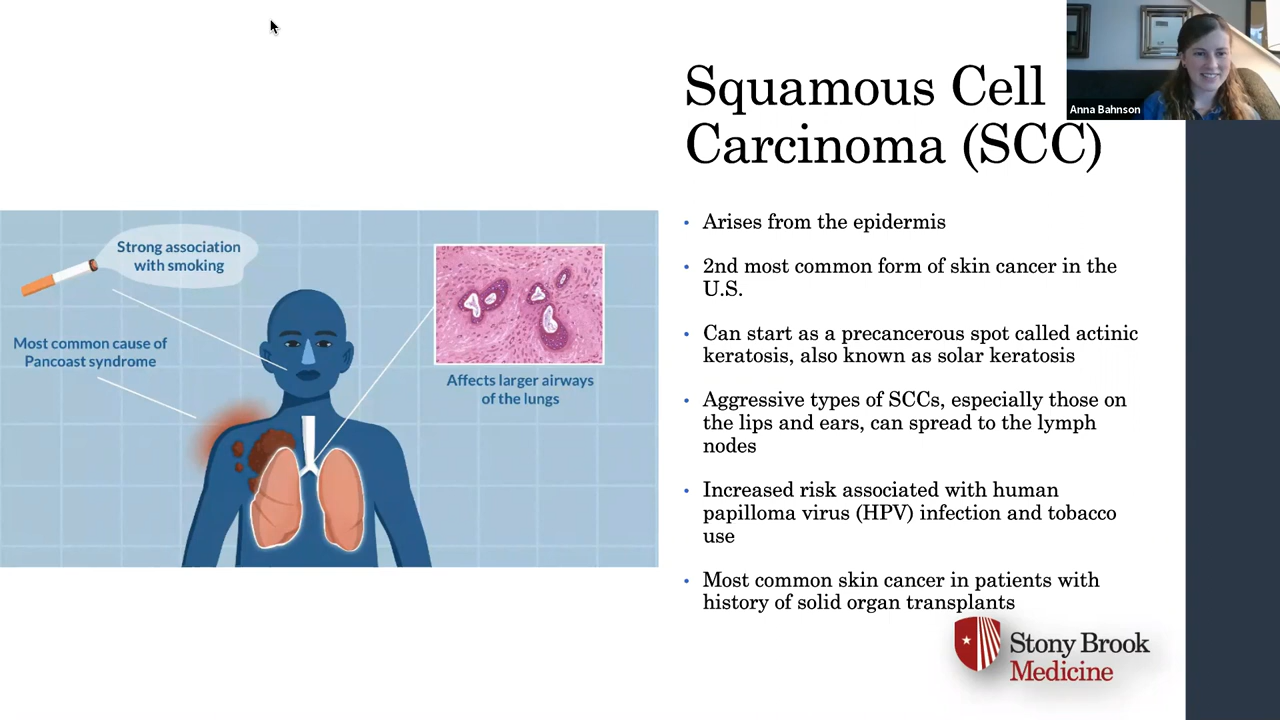 Squamous Cell
Carcinoma (SCC)
Anna Bahnson
Strong association
with smoking
Most common cause of
Pancoast syndrome
Affects larger airways
of the lungs
• Arises from the epidermis
• 2nd most common form of skin cancer in the
U.S.
• Can start as a precancerous spot called actinic
keratosis, also known as solar keratosis
• Aggressive types of SCCs, especially those on
the lips and ears, can spread to the lymph
nodes
• Increased risk associated with human
papilloma virus (HPV) infection and tobacco
use
• Most common skin cancer in patients with
history of solid organ transplants
Stony Brook
Medicine